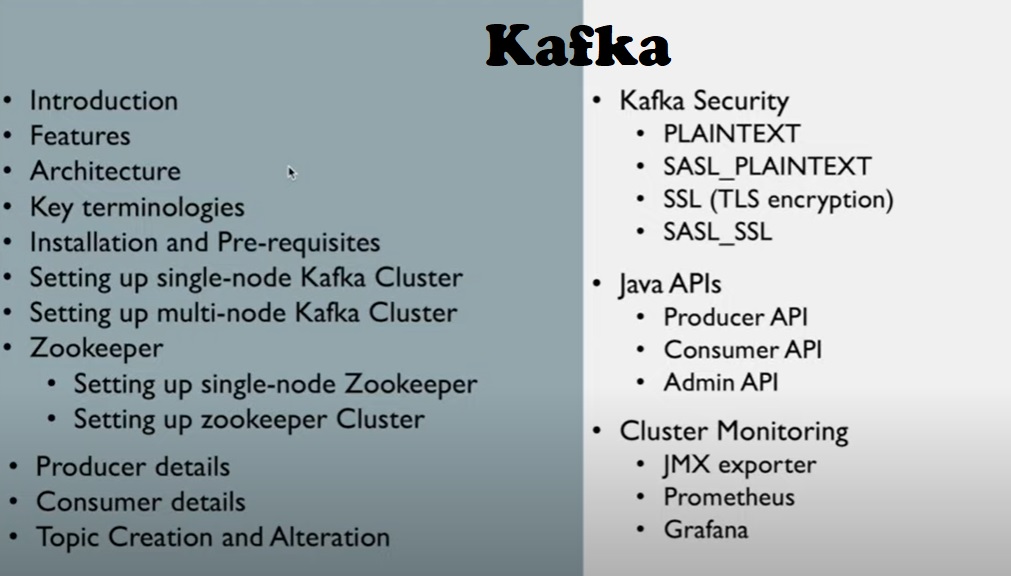 Kafka
Introduction
Features
Architecture
Key terminologies
Installation and Pre-requisites
Setting up single-node Kafka Cluster
Setting up multi-node Kafka Cluster
Zookeeper
Setting up single-node Zookeeper
Setting up zookeeper Cluster
Producer details
Consumer details
Topic Creation and Alteration
Kafka Security
PLAINTEXT
SASL_PLAINTEXT
SSL (TLS encryption)
SASL_SSL
Java APIs
Producer API
Consumer API
Admin API
Cluster Monitoring
JMX exporter
Prometheus
Grafana